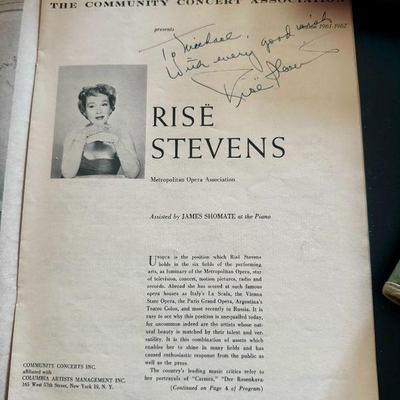 THE COMMUNITY CONCERT ASSOCIATION
presents
1961-1962
To Michael,
With every good wish
Risë Stevens
RISË
STEVENS
Metropolitan Opera Association
Assisted by JAMES SHOMATE at the Piano
UNIQUE is the position which Risë Stevens
holds in the six fields of the performing
arts, as luminary of the Metropolitan Opera, star
of television, concert, motion pictures, radio and
records. Abroad she has scored at such famous
opera houses as Italy's La Scala, the Vienna
State Opera, the Paris Grand Opera, Argentina's
Teatro Colon, and most recently in Russia. It is
easy to see why this position is unequalled today,
for uncommon indeed are the artists whose nat-
ural beauty is matched by their talent and ver-
satility. It is this combination of assets which
enables her to shine in many fields and has
caused enthusiastic response from the public as
well as the press.
The country's leading music critics refer to
her portrayals of "Carmen," "Der Rosenkava-
(Continued on Page 4 of Program)
COMMUNITY CONCERTS INC.
affiliated with
COLUMBIA ARTISTS MANAGEMENT INC.
165 West 57th Street, New York 19, N. Y.